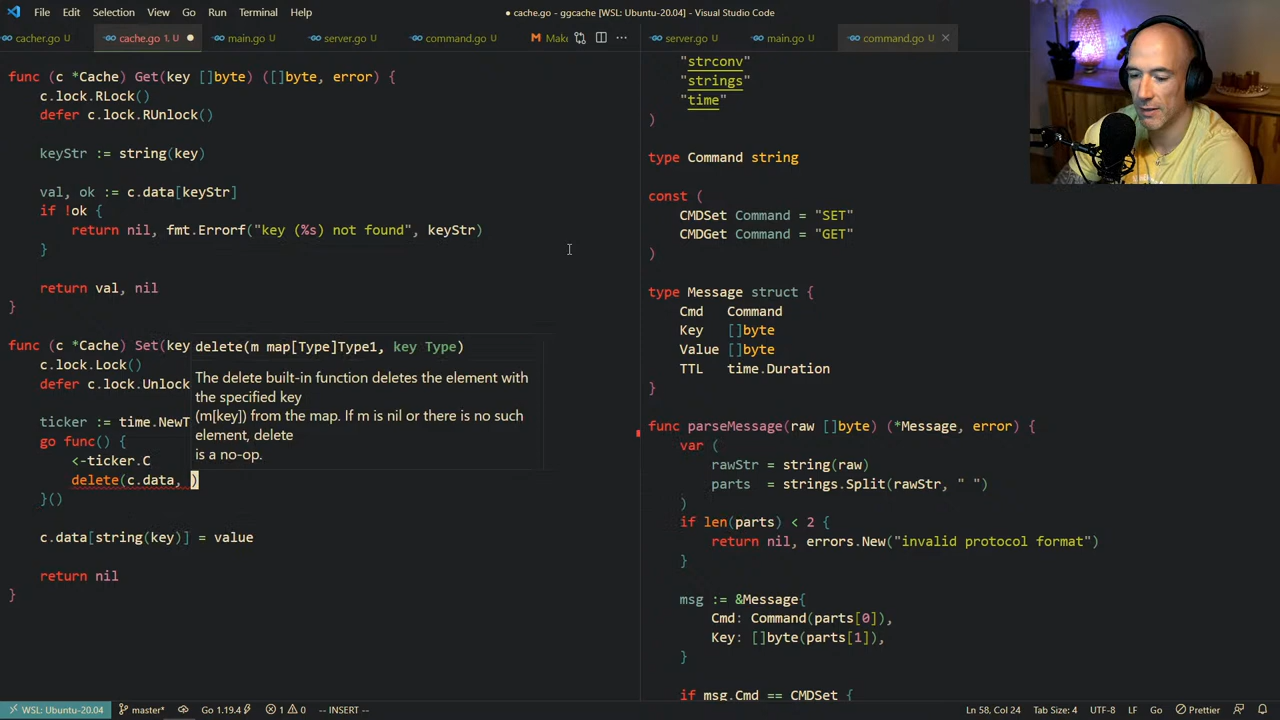 File Edit Selection View Go Run Terminal Help
● cache.go - ggcache [WSL: Ubuntu-20.04] - Visual Studio Code
cacher.go U cache.go 1, U ● main.go U server.go U command.go U M Make
server.go U main.go U command.go U ×
func (c *Cache) Get(key []byte) ([]byte, error) {
c.lock.RLock()
defer c.lock.RUnlock()
keyStr := string(key)
val, ok := c.data[keyStr]
if !ok {
return nil, fmt.Errorf("key (%s) not found", keyStr)
}
return val, nil
}
func (c *Cache) Set(key
c.lock.Lock()
defer c.lock.Unlock
ticker := time.NewT
go func() {
<-ticker.C
delete(c.data, )
}()
c.data[string(key)] = value
return nil
}
delete(m map[Type]Type1, key Type)
The delete built-in function deletes the element with
the specified key
(m[key]) from the map. If m is nil or there is no such
element, delete
is a no-op.
"strconv"
"strings"
"time"
)
type Command string
const (
CMDSet Command = "SET"
CMDGet Command = "GET"
)
type Message struct {
Cmd Command
Key []byte
Value []byte
TTL time.Duration
}
func parseMessage(raw []byte) (*Message, error) {
var (
rawStr = string(raw)
parts = strings.Split(rawStr, " ")
)
if len(parts) < 2 {
return nil, errors.New("invalid protocol format")
}
msg := &Message{
Cmd: Command(parts[0]),
Key: []byte(parts[1]),
}
if msg.Cmd == CMDSet {
WSL: Ubuntu-20.04 master* Go 1.19.4 1 0 -- INSERT -- Ln 58, Col 24 Tab Size: 4 UTF-8 LF Go Prettier